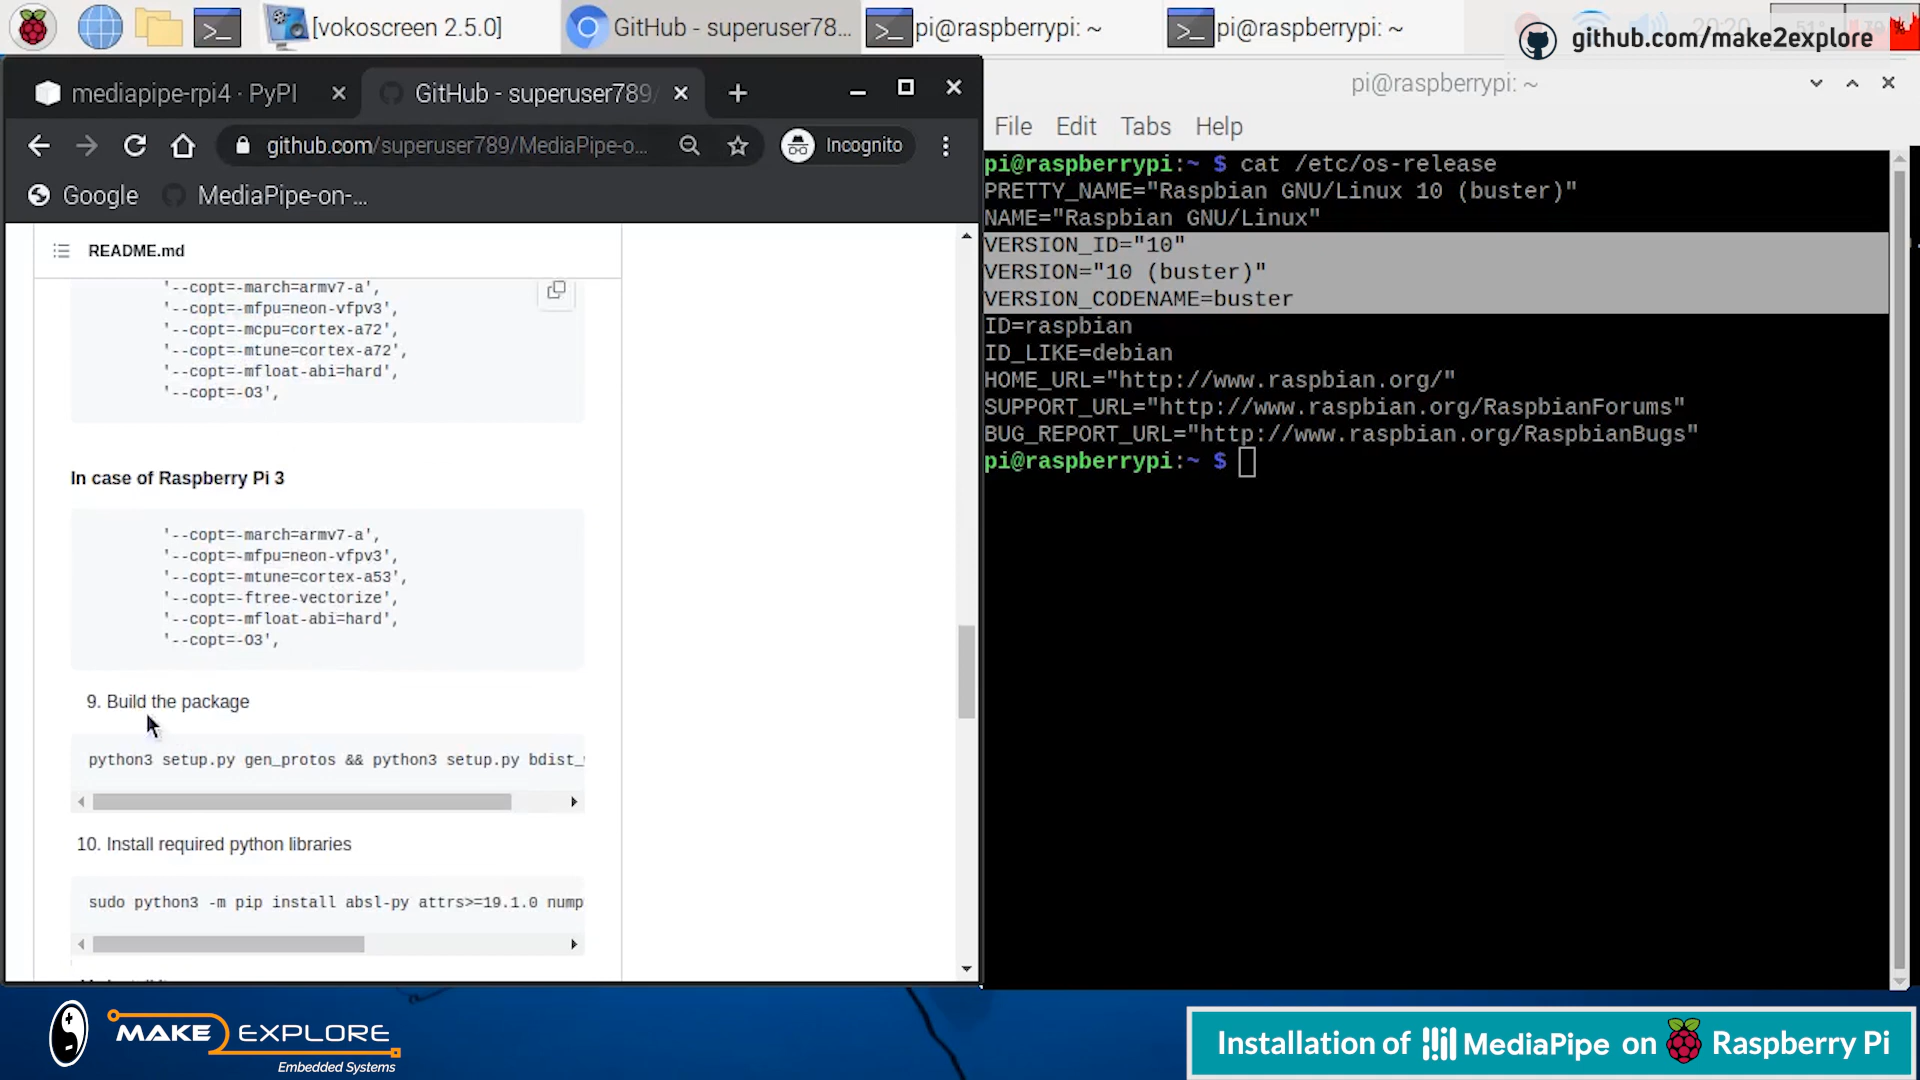 [vokoscreen 2.5.0]
GitHub - superuser78...
pi@raspberrypi: ~
pi@raspberrypi: ~
20:20
github.com/make2explore
mediapipe-rpi4 · PyPI
GitHub - superuser789/
github.com/superuser789/MediaPipe-o...
Incognito
Google
MediaPipe-on-...
README.md
'--copt=-march=armv7-a',
'--copt=-mfpu=neon-vfpv3',
'--copt=-mcpu=cortex-a72',
'--copt=-mtune=cortex-a72',
'--copt=-mfloat-abi=hard',
'--copt=-O3',
In case of Raspberry Pi 3
'--copt=-march=armv7-a',
'--copt=-mfpu=neon-vfpv3',
'--copt=-mtune=cortex-a53',
'--copt=-ftree-vectorize',
'--copt=-mfloat-abi=hard',
'--copt=-O3',
9. Build the package
python3 setup.py gen_protos && python3 setup.py bdist_
10. Install required python libraries
sudo python3 -m pip install absl-py attrs>=19.1.0 nump
pi@raspberrypi: ~
File Edit Tabs Help
pi@raspberrypi:~ $ cat /etc/os-release
PRETTY_NAME="Raspbian GNU/Linux 10 (buster)"
NAME="Raspbian GNU/Linux"
VERSION_ID="10"
VERSION="10 (buster)"
VERSION_CODENAME=buster
ID=raspbian
ID_LIKE=debian
HOME_URL="http://www.raspbian.org/"
SUPPORT_URL="http://www.raspbian.org/RaspbianForums"
BUG_REPORT_URL="http://www.raspbian.org/RaspbianBugs"
pi@raspberrypi:~ $
MAKE EXPLORE
Embedded Systems
Installation of MediaPipe on Raspberry Pi